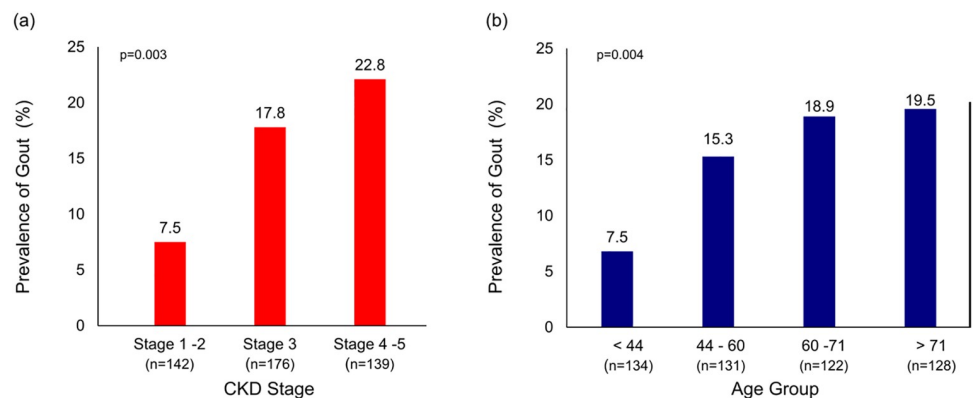 (a)
p=0.003
Prevalence of Gout (%)
25
20
15
10
5
0
7.5
17.8
22.8
Stage 1 -2
(n=142)
Stage 3
(n=176)
Stage 4 -5
(n=139)
CKD Stage
(b)
p=0.004
Prevalence of Gout (%)
25
20
15
10
5
0
7.5
15.3
18.9
19.5
< 44
(n=134)
44 - 60
(n=131)
60 -71
(n=122)
> 71
(n=128)
Age Group